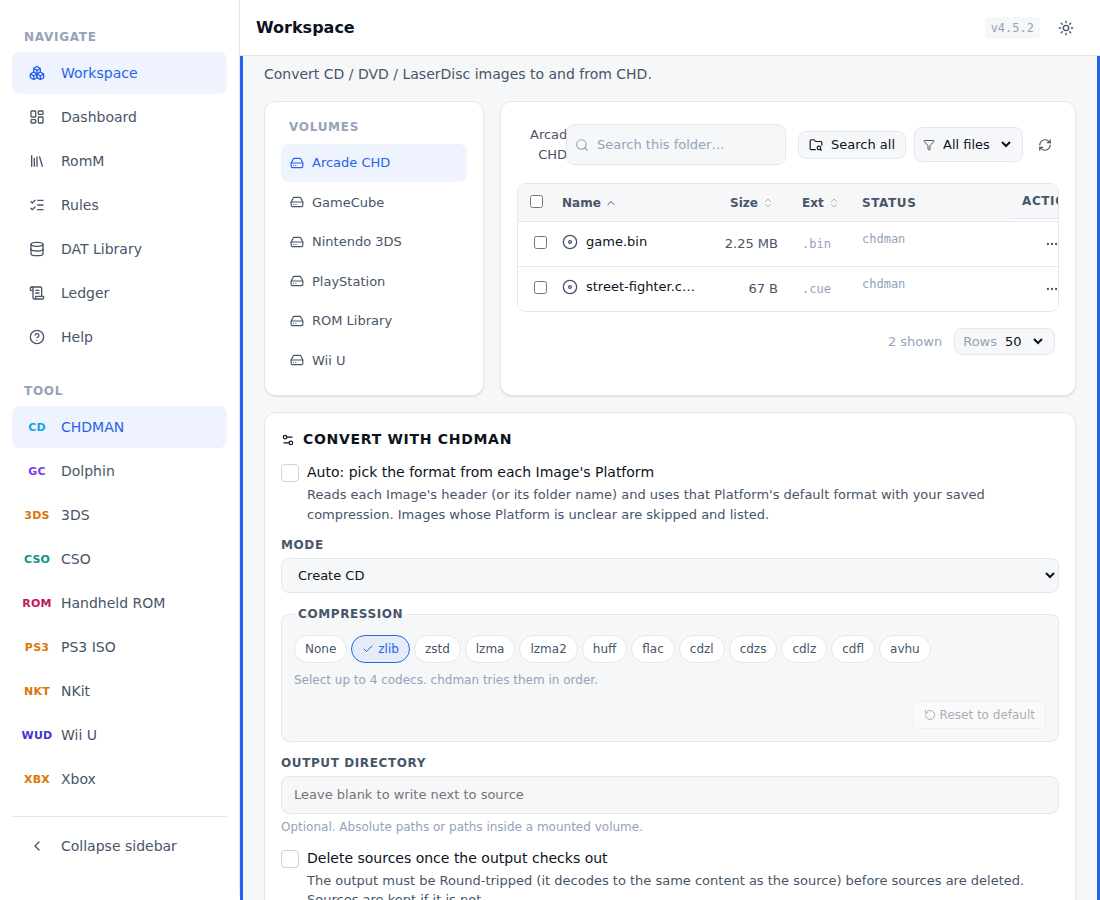 NAVIGATE
Workspace
Dashboard
RomM
Rules
DAT Library
Ledger
Help
TOOL
CD CHDMAN
GC Dolphin
3DS 3DS
CSO CSO
ROM Handheld ROM
PS3 PS3 ISO
NKT NKit
WUD Wii U
XBX Xbox
Collapse sidebar
Workspace
v4.5.2
Convert CD / DVD / LaserDisc images to and from CHD.
VOLUMES
Arcade CHD
GameCube
Nintendo 3DS
PlayStation
ROM Library
Wii U
Arcad
CHD
Search this folder...
Search all
All files
Name Size Ext STATUS ACTIO
game.bin 2.25 MB .bin chdman ...
street-fighter.c... 67 B .cue chdman ...
2 shown Rows 50
CONVERT WITH CHDMAN
Auto: pick the format from each Image's Platform
Reads each Image's header (or its folder name) and uses that Platform's default format with your saved
compression. Images whose Platform is unclear are skipped and listed.
MODE
Create CD
COMPRESSION
None zlib zstd lzma lzma2 huff flac cdzl cdzs cdlz cdfl avhu
Select up to 4 codecs. chdman tries them in order.
Reset to default
OUTPUT DIRECTORY
Leave blank to write next to source
Optional. Absolute paths or paths inside a mounted volume.
Delete sources once the output checks out
The output must be Round-tripped (it decodes to the same content as the source) before sources are deleted.
Sources are kept if it is not.